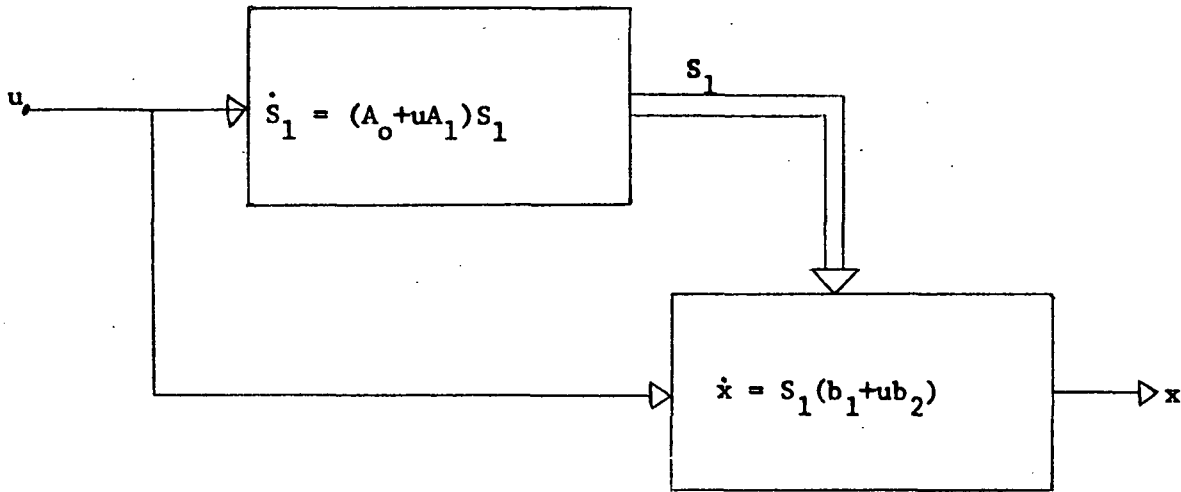 u
Ṡ₁ = (A₀+uA₁)S₁
S₁
ẋ = S₁(b₁+ub₂)
x